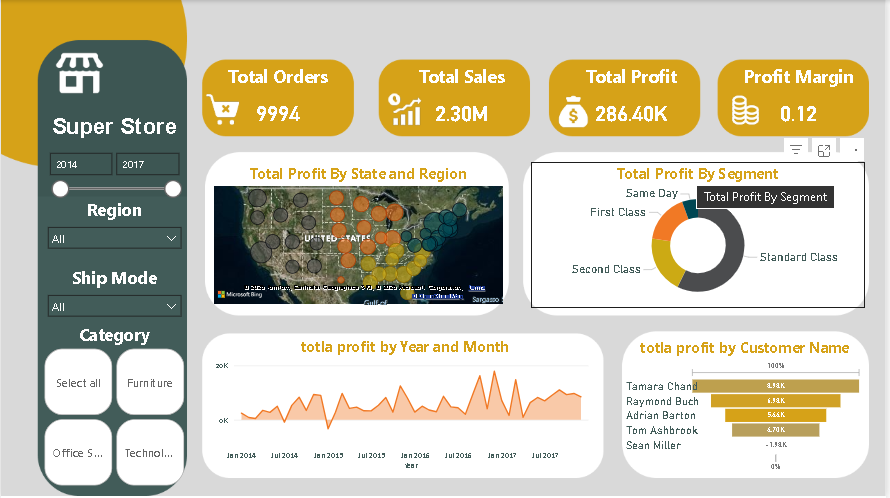 Total Orders
9994
Total Sales
2.30M
Total Profit
286.40K
Profit Margin
0.12
Super Store
2014
2017
Region
All
Ship Mode
All
Category
Select all
Furniture
Office S...
Technol...
Total Profit By State and Region
UNITED STATES
Microsoft Bing
Sargasso
Total Profit By Segment
Same Day
Total Profit By Segment
First Class
Second Class
Standard Class
totla profit by Year and Month
20K
0K
Jan 2014
Jul 2014
Jan 2015
Jul 2015
Jan 2016
Jul 2016
Jan 2017
Jul 2017
Year
totla profit by Customer Name
100%
Tamara Chand
8.98K
Raymond Buch
6.98K
Adrian Barton
5.44K
Tom Ashbrook
4.70K
Sean Miller
-1.98K
0%